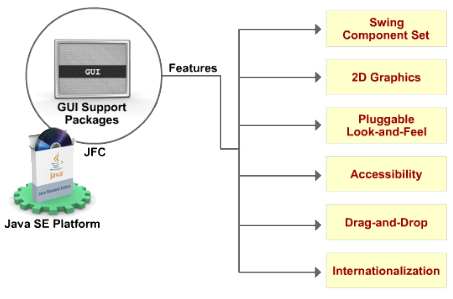 GUI
GUI Support
Packages
JFC
Java
Java SE Platform
Features
Swing
Component Set
2D Graphics
Pluggable
Look-and-Feel
Accessibility
Drag-and-Drop
Internationalization